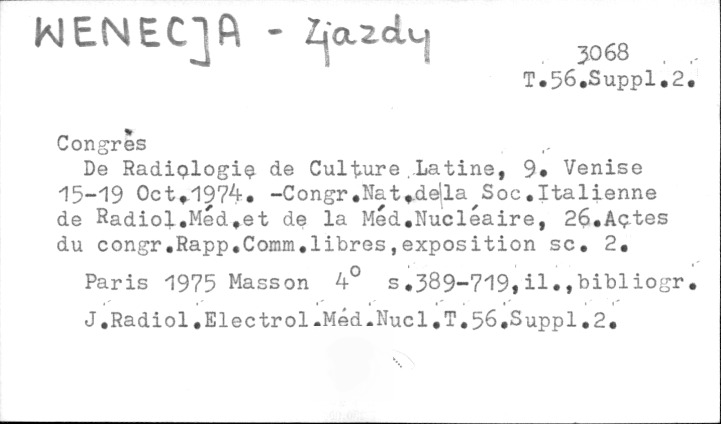 WENECJA - Zjazdy
3068
T.56.Suppl.2.
Congrès
De Radiologie de Culture Latine, 9. Venise
15-19 Oct.1974. -Congr.Nat.de la Soc.Italienne
de Radiol.Méd.et de la Méd.Nucléaire, 26.Actes
du congr.Rapp.Comm.libres,exposition sc. 2.
Paris 1975 Masson 4° s.389-719,il.,bibliogr.
J.Radiol.Electrol.Méd.Nucl.T.56.Suppl.2.